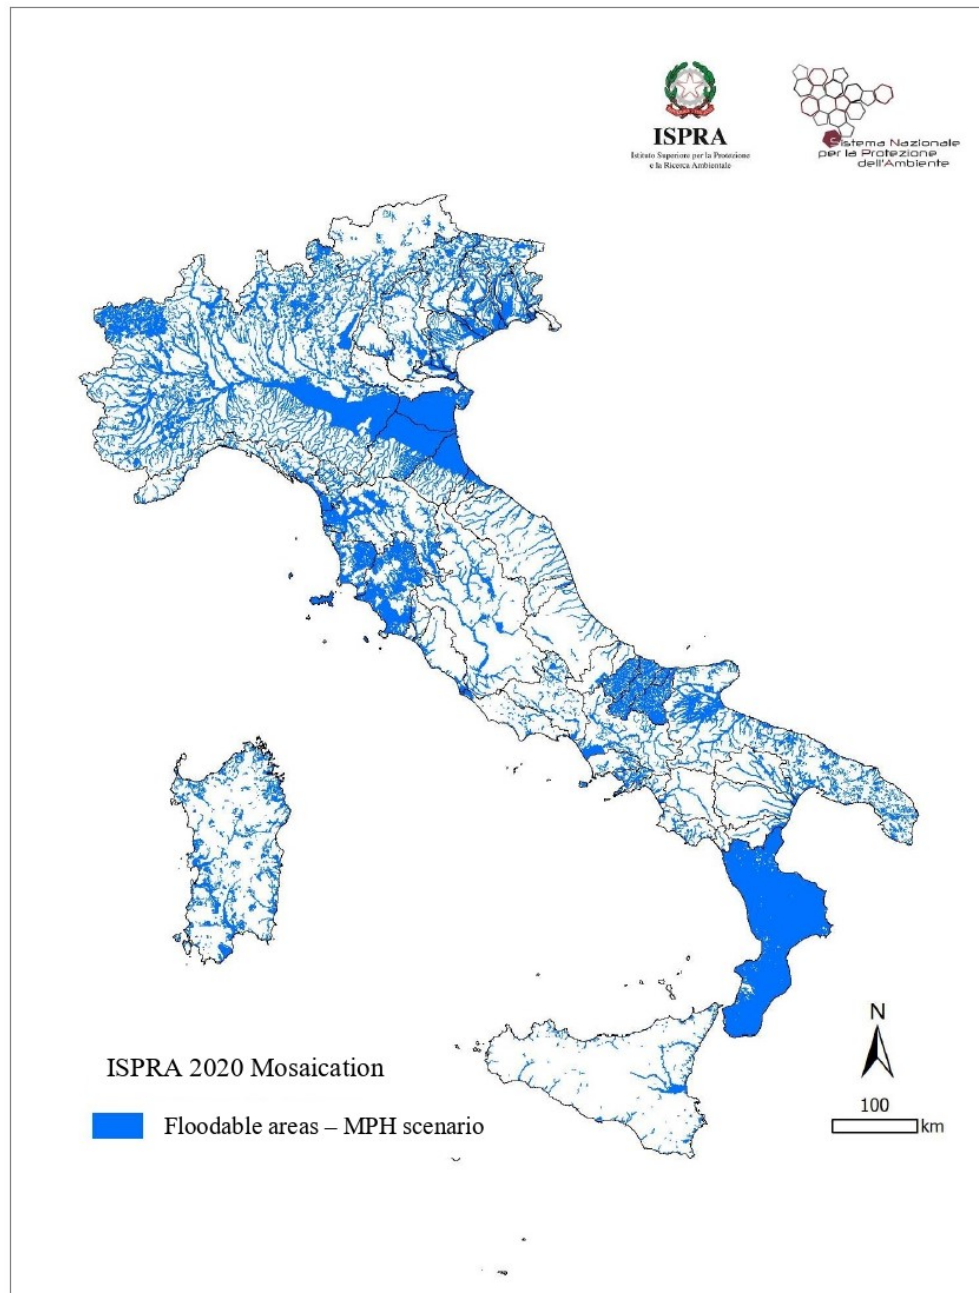 ISPRA
Istituto Superiore per la Protezione
e la Ricerca Ambientale
Sistema Nazionale
per la Protezione
dell'Ambiente
ISPRA 2020 Mosaication
Floodable areas – MPH scenario
N
100
km